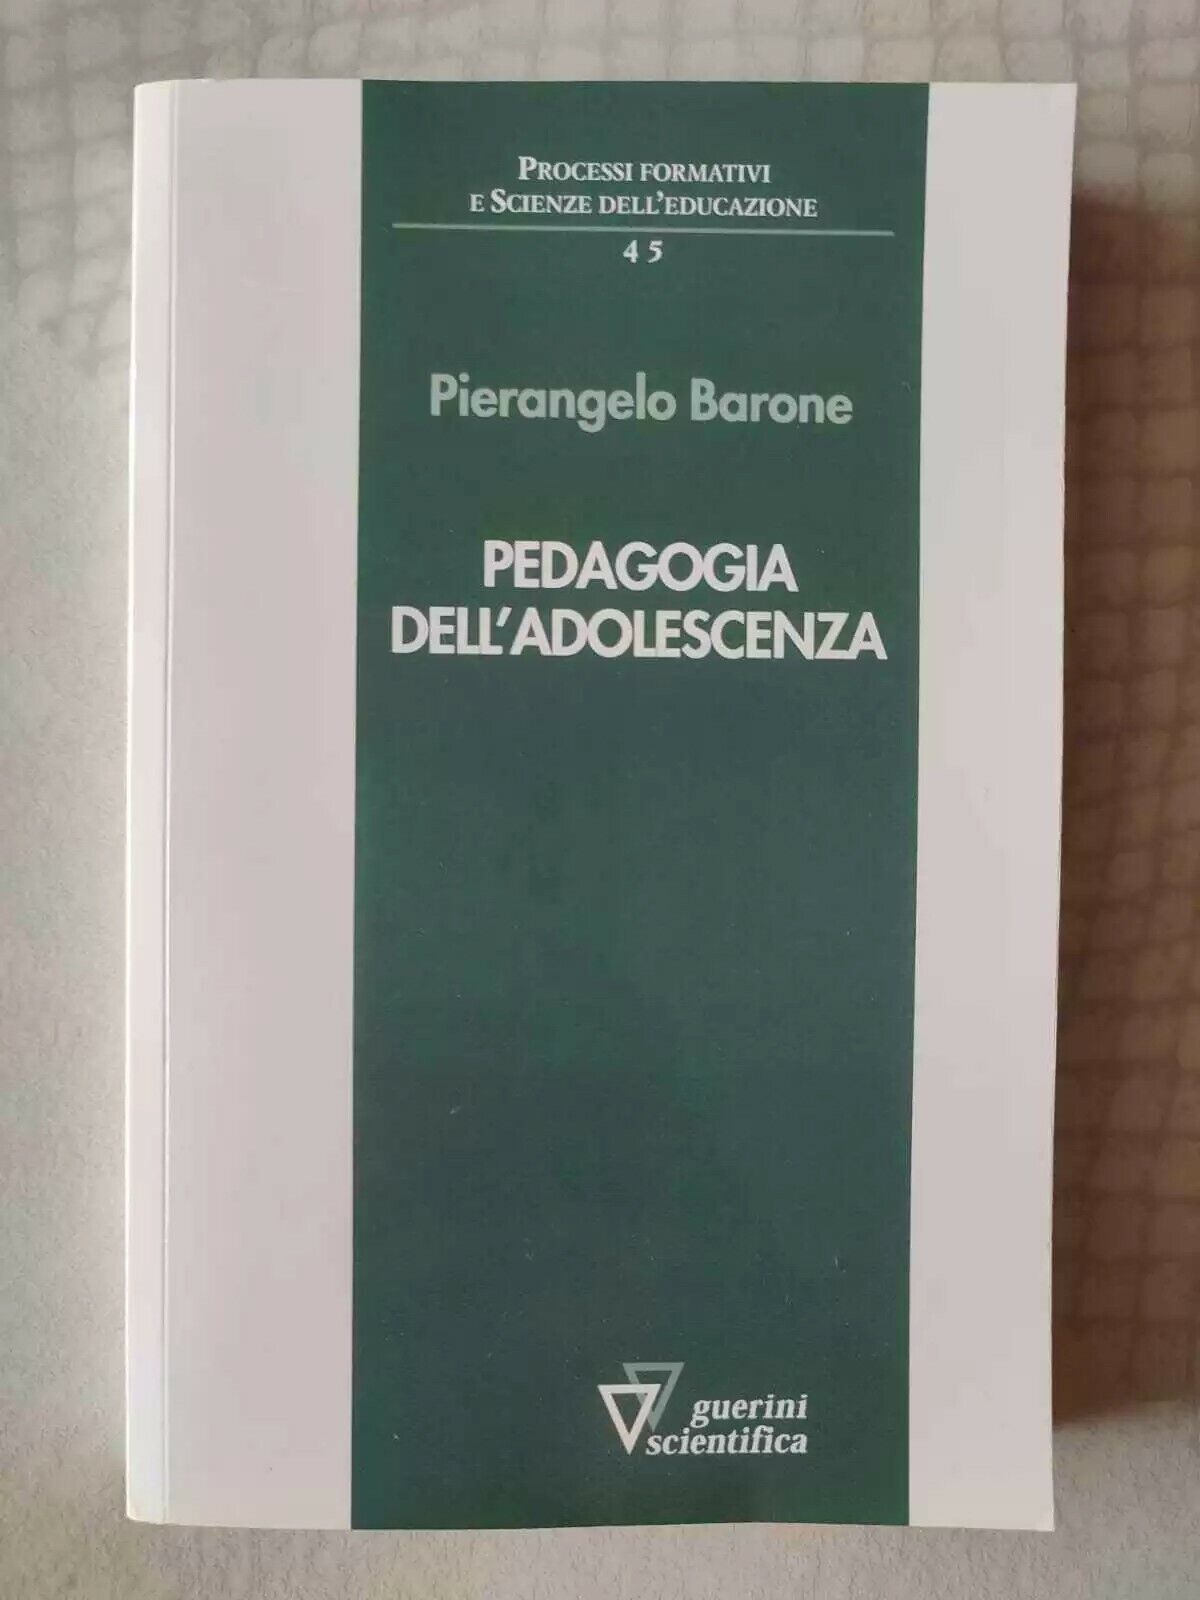 PROCESSI FORMATIVI
E SCIENZE DELL'EDUCAZIONE
45
Pierangelo Barone
PEDAGOGIA
DELL'ADOLESCENZA
guerini
scientifica